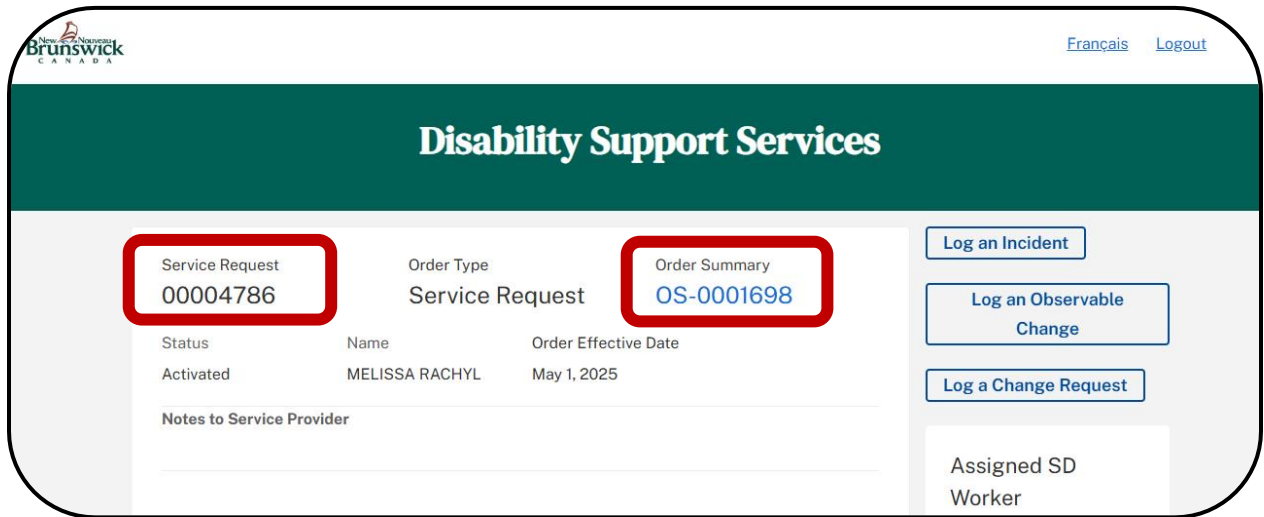 New Nouveau
Brunswick
CANADA
Français Logout
Disability Support Services
Service Request Order Type Order Summary
00004786 Service Request OS-0001698
Status Name Order Effective Date
Activated MELISSA RACHYL May 1, 2025
Notes to Service Provider
Log an Incident
Log an Observable
Change
Log a Change Request
Assigned SD
Worker